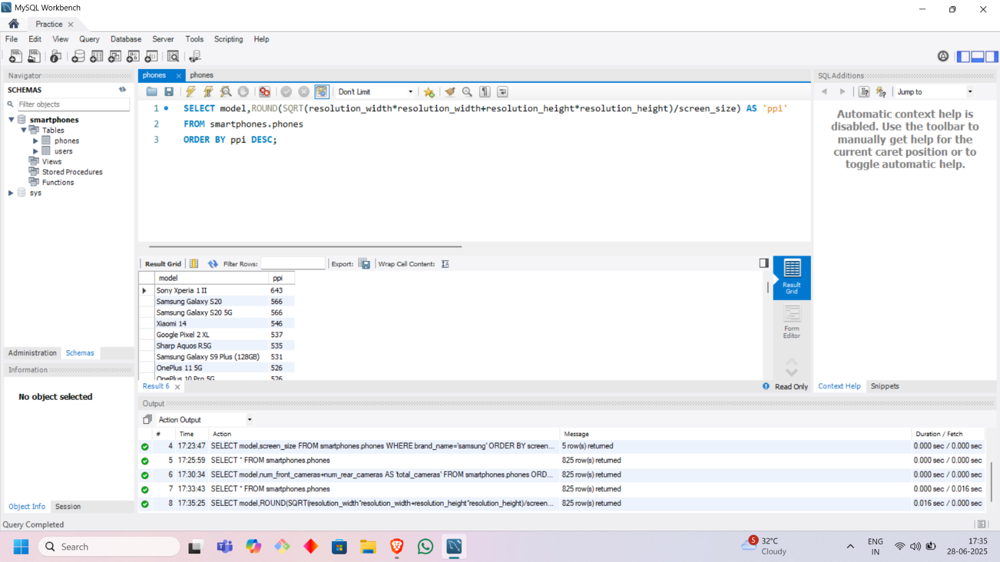 MySQL Workbench
Practice
File Edit View Query Database Server Tools Scripting Help
Navigator
SCHEMAS
Filter objects
smartphones
Tables
phones
users
Views
Stored Procedures
Functions
sys
Administration Schemas
Information
No object selected
Object Info Session
phones phones
Don't Limit
1 SELECT model,ROUND(SQRT(resolution_width*resolution_width+resolution_height*resolution_height)/screen_size) AS 'ppi'
2 FROM smartphones.phones
3 ORDER BY ppi DESC;
Result Grid Filter Rows: Export: Wrap Cell Content:
model ppi
Sony Xperia 1 II 643
Samsung Galaxy S20 566
Samsung Galaxy S20 5G 566
Xiaomi 14 546
Google Pixel 2 XL 537
Sharp Aquos R5G 535
Samsung Galaxy S9 Plus (128GB) 531
OnePlus 11 5G 526
OnePlus 10 Pro 5G 526
Result
Grid
Form
Editor
Result 6 Read Only
SQLAdditions
Jump to
Automatic context help is
disabled. Use the toolbar to
manually get help for the
current caret position or to
toggle automatic help.
Context Help Snippets
Output
Action Output
# Time Action Message Duration / Fetch
4 17:23:47 SELECT model,screen_size FROM smartphones.phones WHERE brand_name='samsung' ORDER BY screen... 5 row(s) returned 0.000 sec / 0.000 sec
5 17:25:59 SELECT * FROM smartphones.phones 825 row(s) returned 0.000 sec / 0.000 sec
6 17:30:34 SELECT model,num_front_cameras+num_rear_cameras AS 'total_cameras' FROM smartphones.phones ORD... 825 row(s) returned 0.000 sec / 0.000 sec
7 17:33:43 SELECT * FROM smartphones.phones 825 row(s) returned 0.000 sec / 0.016 sec
8 17:35:25 SELECT model,ROUND(SQRT(resolution_width*resolution_width+resolution_height*resolution_height)/screen... 825 row(s) returned 0.016 sec / 0.000 sec
Query Completed
Search
5
32°C
Cloudy
ENG
IN
17:35
28-06-2025